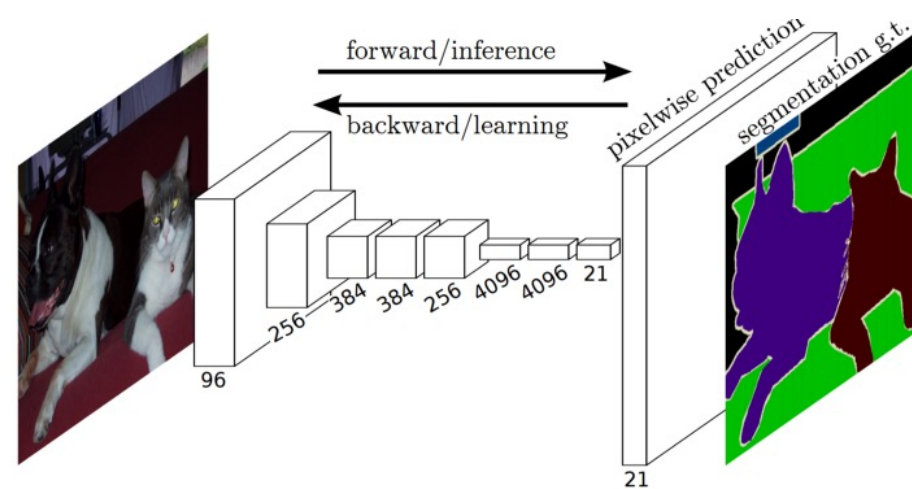 forward/inference
backward/learning
pixelwise prediction
segmentation g.t.
96
256
384
384
256
4096
4096
21
21